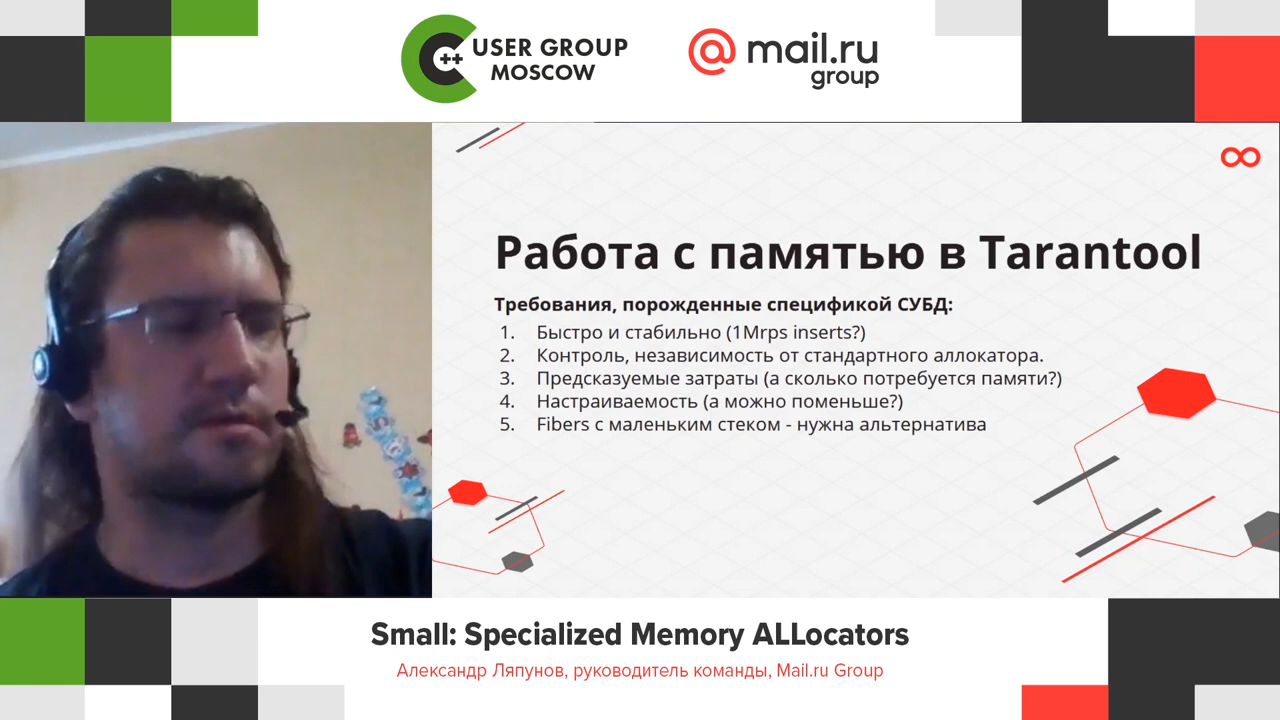 C++
USER GROUP
MOSCOW
@mail.ru
group
Работа с памятью в Tarantool
Требования, порожденные спецификой СУБД:
1. Быстро и стабильно (1Mrps inserts?)
2. Контроль, независимость от стандартного аллокатора.
3. Предсказуемые затраты (а сколько потребуется памяти?)
4. Настраиваемость (а можно поменьше?)
5. Fibers с маленьким стеком - нужна альтернатива
Small: Specialized Memory ALLocators
Александр Ляпунов, руководитель команды, Mail.ru Group